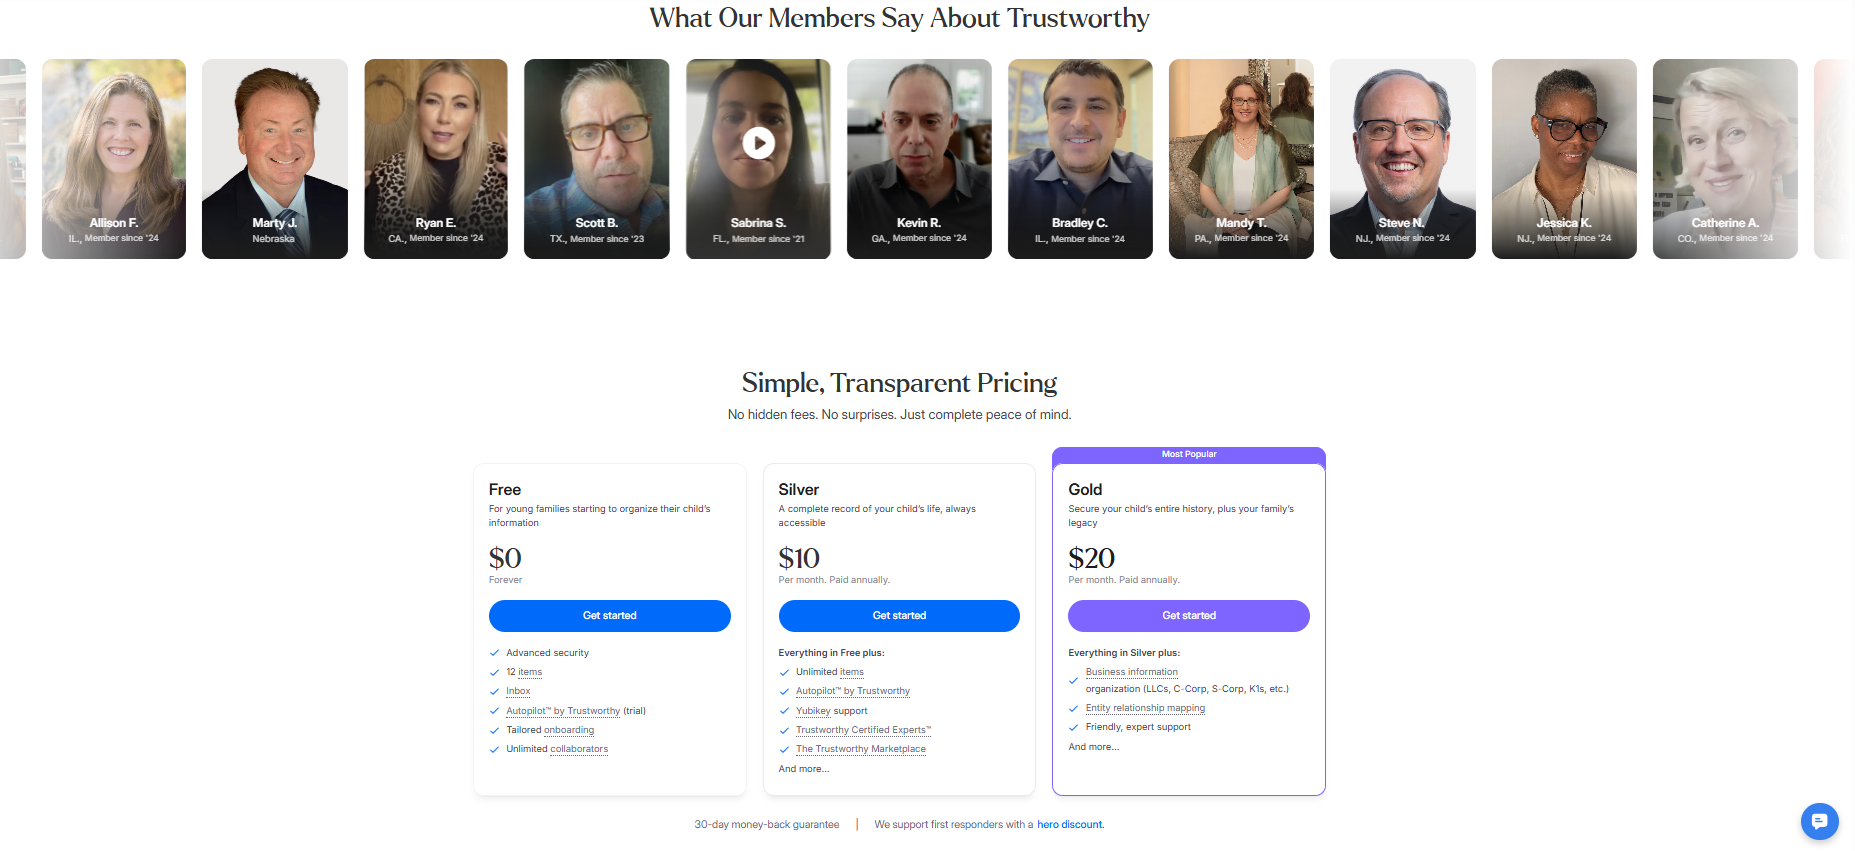 What Our Members Say About Trustworthy
Allison F.
IL., Member since '24
Marty J.
Nebraska
Ryan E.
CA., Member since '24
Scott B.
TX., Member since '23
Sabrina S.
FL., Member since '21
Kevin R.
GA., Member since '24
Bradley C.
IL., Member since '24
Mandy T.
PA., Member since '24
Steve N.
NJ., Member since '24
Jessica K.
NJ., Member since '24
Catherine A.
CO., Member since '24
Simple, Transparent Pricing
No hidden fees. No surprises. Just complete peace of mind.
Free
For young families starting to organize their child's
information
$0
Forever
Get started
Advanced security
12 items
Inbox
Autopilot™ by Trustworthy (trial)
Tailored onboarding
Unlimited collaborators
Silver
A complete record of your child's life, always
accessible
$10
Per month. Paid annually.
Get started
Everything in Free plus:
Unlimited items
Autopilot™ by Trustworthy
Yubikey support
Trustworthy Certified Experts™
The Trustworthy Marketplace
And more...
Most Popular
Gold
Secure your child's entire history, plus your family's
legacy
$20
Per month. Paid annually.
Get started
Everything in Silver plus:
Business information
organization (LLCs, C-Corp, S-Corp, K1s, etc.)
Entity relationship mapping
Friendly, expert support
And more...
30-day money-back guarantee | We support first responders with a hero discount.